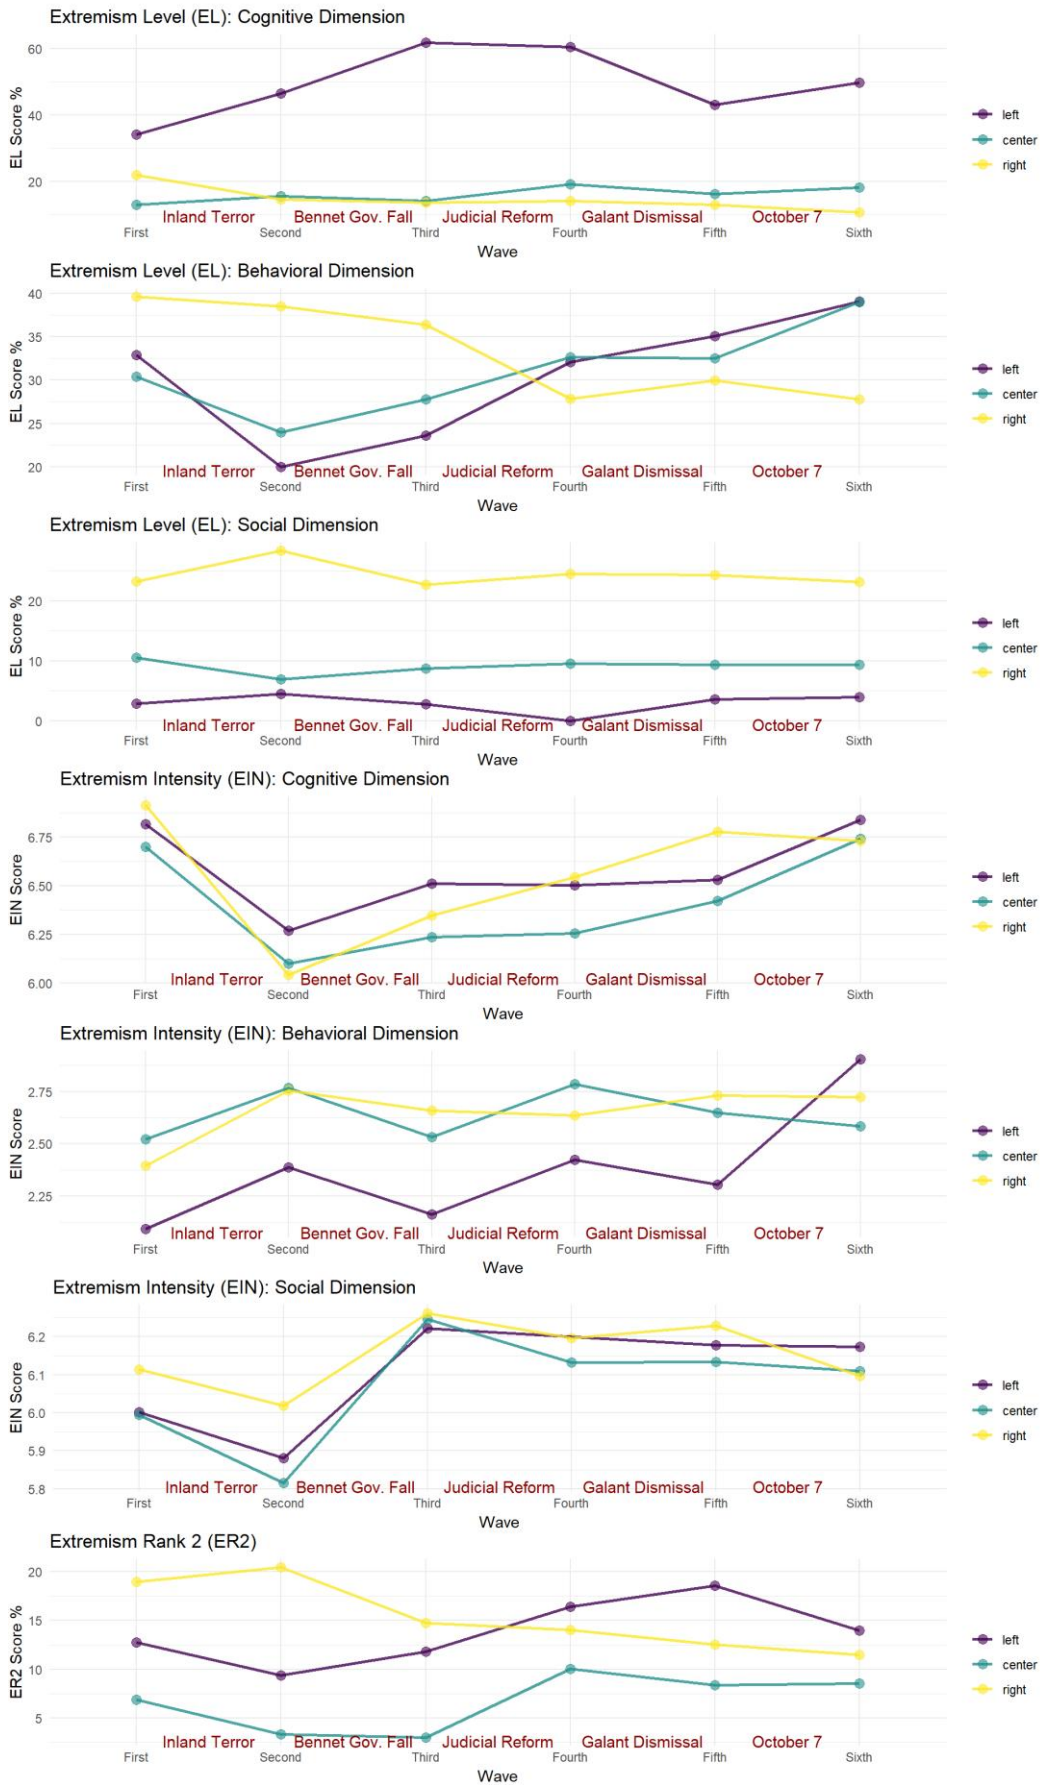 Extremism Level (EL): Cognitive Dimension
EL Score %
60
40
20
Inland Terror Bennet Gov. Fall Judicial Reform Galant Dismissal October 7
First Second Third Fourth Fifth Sixth
Wave
left
center
right
Extremism Level (EL): Behavioral Dimension
EL Score %
40
35
30
25
20
Inland Terror Bennet Gov. Fall Judicial Reform Galant Dismissal October 7
First Second Third Fourth Fifth Sixth
Wave
left
center
right
Extremism Level (EL): Social Dimension
EL Score %
20
10
0
Inland Terror Bennet Gov. Fall Judicial Reform Galant Dismissal October 7
First Second Third Fourth Fifth Sixth
Wave
left
center
right
Extremism Intensity (EIN): Cognitive Dimension
EIN Score
6.75
6.50
6.25
6.00
Inland Terror Bennet Gov. Fall Judicial Reform Galant Dismissal October 7
First Second Third Fourth Fifth Sixth
Wave
left
center
right
Extremism Intensity (EIN): Behavioral Dimension
EIN Score
2.75
2.50
2.25
Inland Terror Bennet Gov. Fall Judicial Reform Galant Dismissal October 7
First Second Third Fourth Fifth Sixth
Wave
left
center
right
Extremism Intensity (EIN): Social Dimension
EIN Score
6.2
6.1
6.0
5.9
5.8
Inland Terror Bennet Gov. Fall Judicial Reform Galant Dismissal October 7
First Second Third Fourth Fifth Sixth
Wave
left
center
right
Extremism Rank 2 (ER2)
ER2 Score %
20
15
10
5
Inland Terror Bennet Gov. Fall Judicial Reform Galant Dismissal October 7
First Second Third Fourth Fifth Sixth
Wave
left
center
right